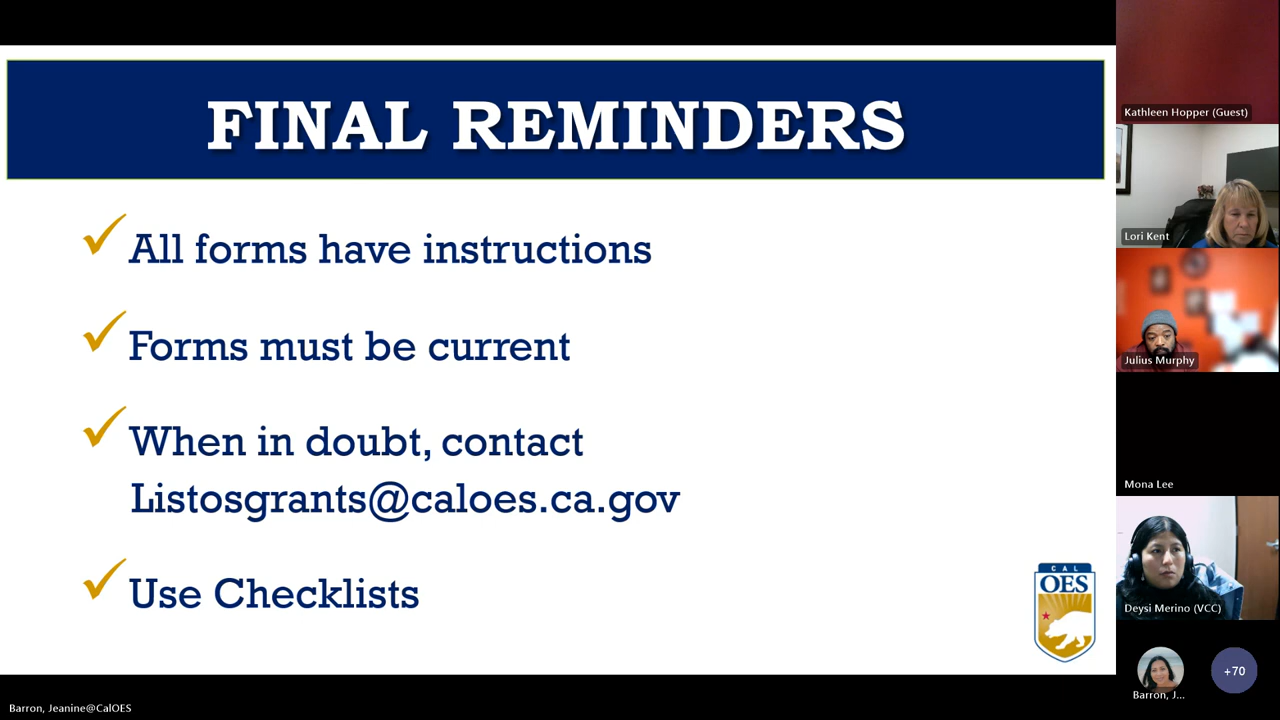 FINAL REMINDERS
All forms have instructions
Forms must be current
When in doubt, contact
Listosgrants@caloes.ca.gov
Use Checklists
CAL
OES
Kathleen Hopper (Guest)
Lori Kent
Julius Murphy
Mona Lee
Deysi Merino (VCC)
Barron, J...
+70
Barron, Jeanine@CalOES